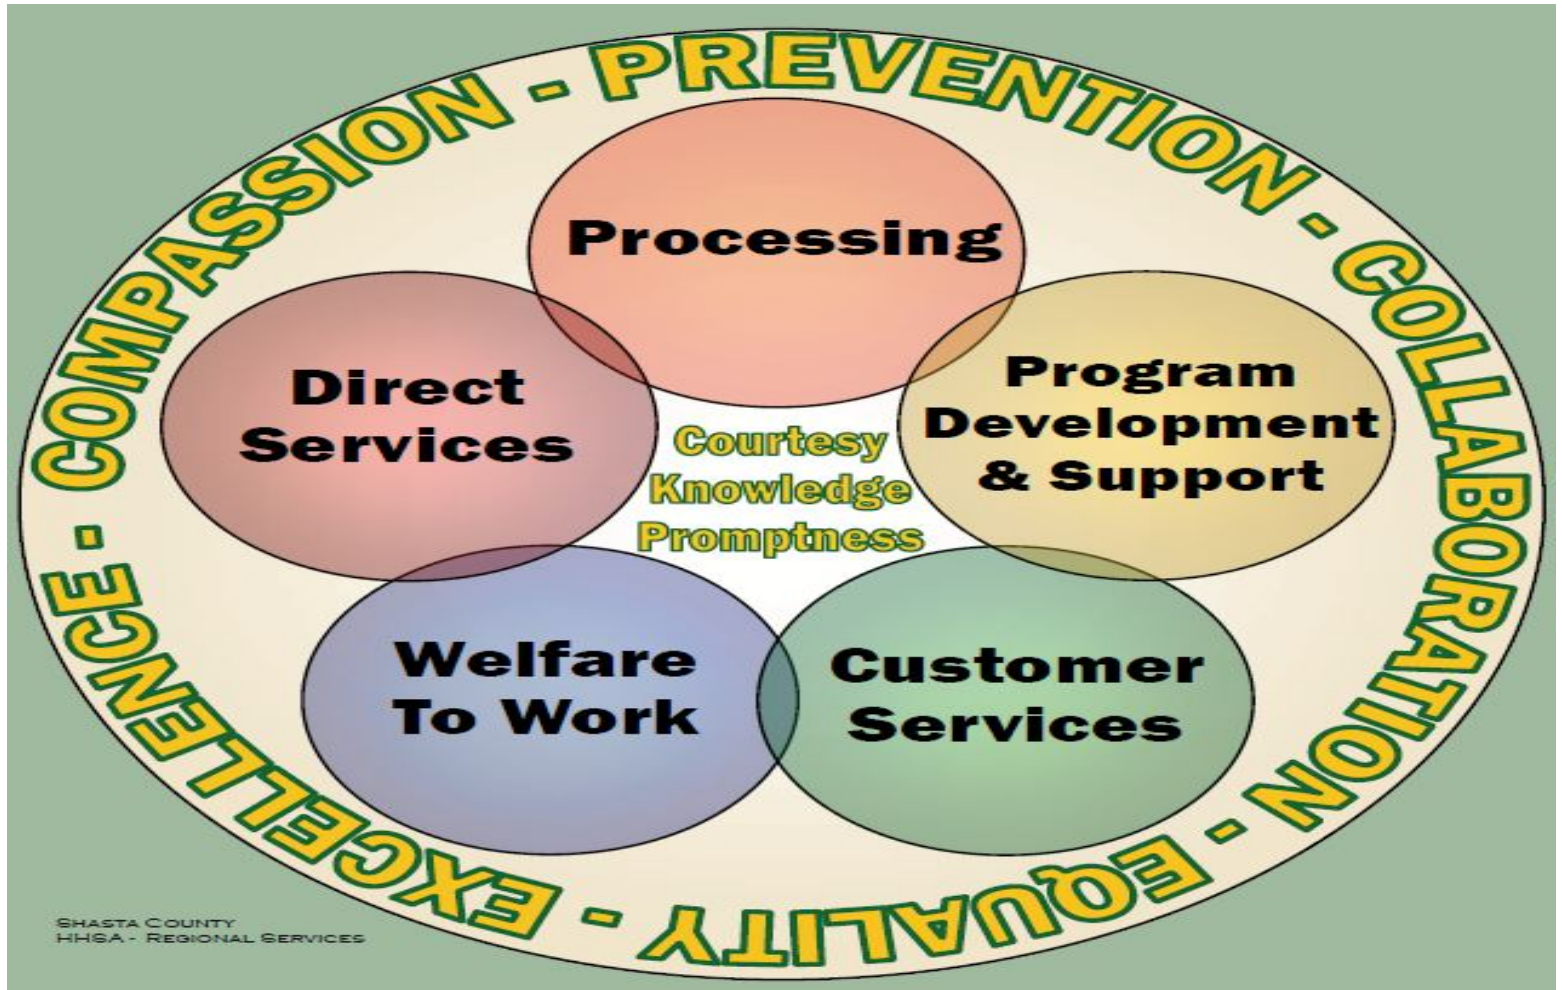 COMPASSION - PREVENTION - COLLABORATION - EQUALITY - EXCELLENCE -
Processing
Direct
Services
Program
Development
& Support
Courtesy
Knowledge
Promptness
Welfare
To Work
Customer
Services
SHASTA COUNTY
HHSA - REGIONAL SERVICES